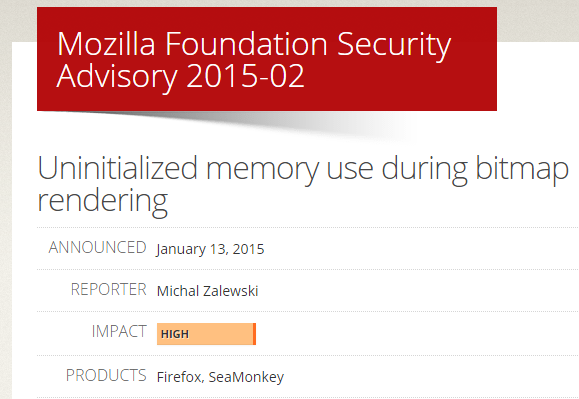 Mozilla Foundation Security
Advisory 2015-02
Uninitialized memory use during bitmap
rendering
ANNOUNCED January 13, 2015
REPORTER Michal Zalewski
IMPACT HIGH
PRODUCTS Firefox, SeaMonkey